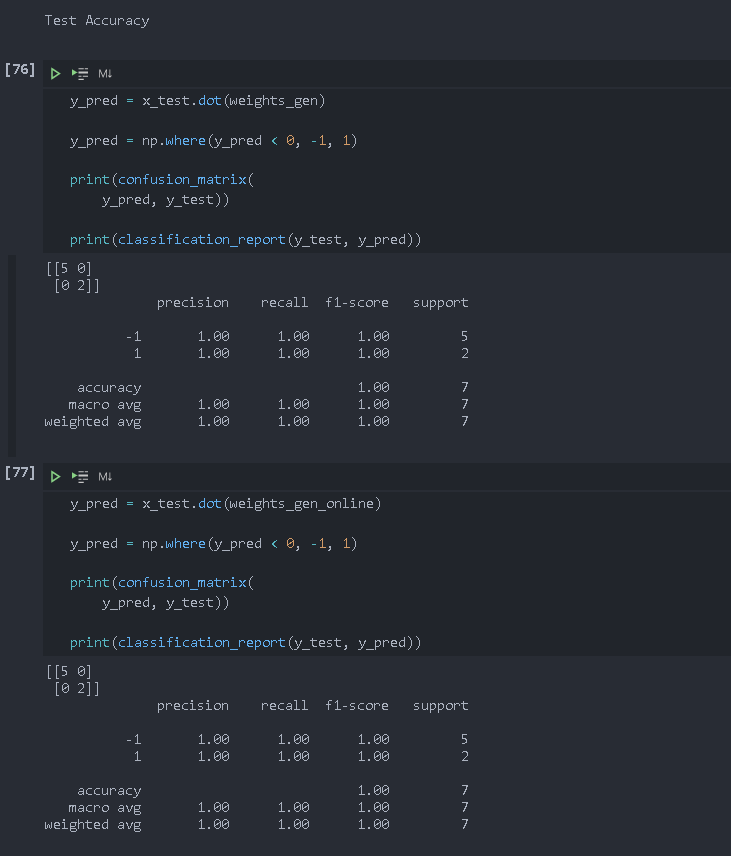 Test Accuracy
[76]
M↓
y_pred = x_test.dot(weights_gen)
y_pred = np.where(y_pred < 0, -1, 1)
print(confusion_matrix(
    y_pred, y_test))
print(classification_report(y_test, y_pred))
[[5 0]
 [0 2]]
              precision    recall  f1-score   support
          -1       1.00      1.00      1.00         5
           1       1.00      1.00      1.00         2
    accuracy                           1.00         7
   macro avg       1.00      1.00      1.00         7
weighted avg       1.00      1.00      1.00         7
[77]
M↓
y_pred = x_test.dot(weights_gen_online)
y_pred = np.where(y_pred < 0, -1, 1)
print(confusion_matrix(
    y_pred, y_test))
print(classification_report(y_test, y_pred))
[[5 0]
 [0 2]]
              precision    recall  f1-score   support
          -1       1.00      1.00      1.00         5
           1       1.00      1.00      1.00         2
    accuracy                           1.00         7
   macro avg       1.00      1.00      1.00         7
weighted avg       1.00      1.00      1.00         7